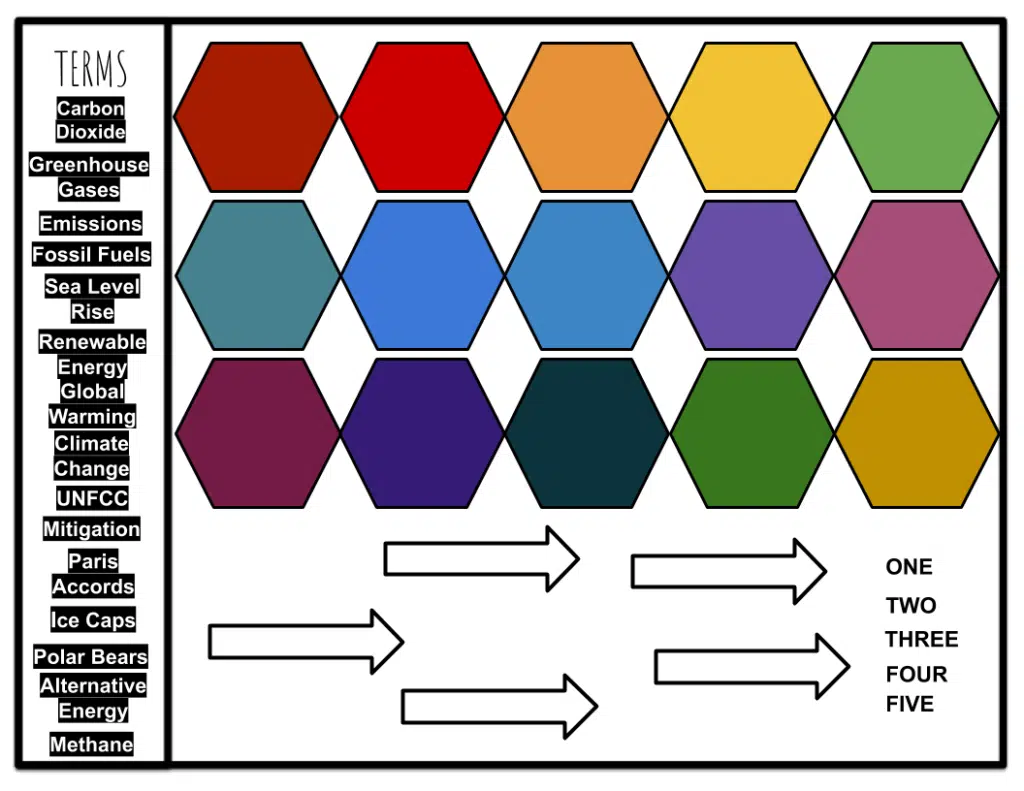 TERMS
Carbon
Dioxide
Greenhouse
Gases
Emissions
Fossil Fuels
Sea Level
Rise
Renewable
Energy
Global
Warming
Climate
Change
UNFCC
Mitigation
Paris
Accords
Ice Caps
Polar Bears
Alternative
Energy
Methane
ONE
TWO
THREE
FOUR
FIVE